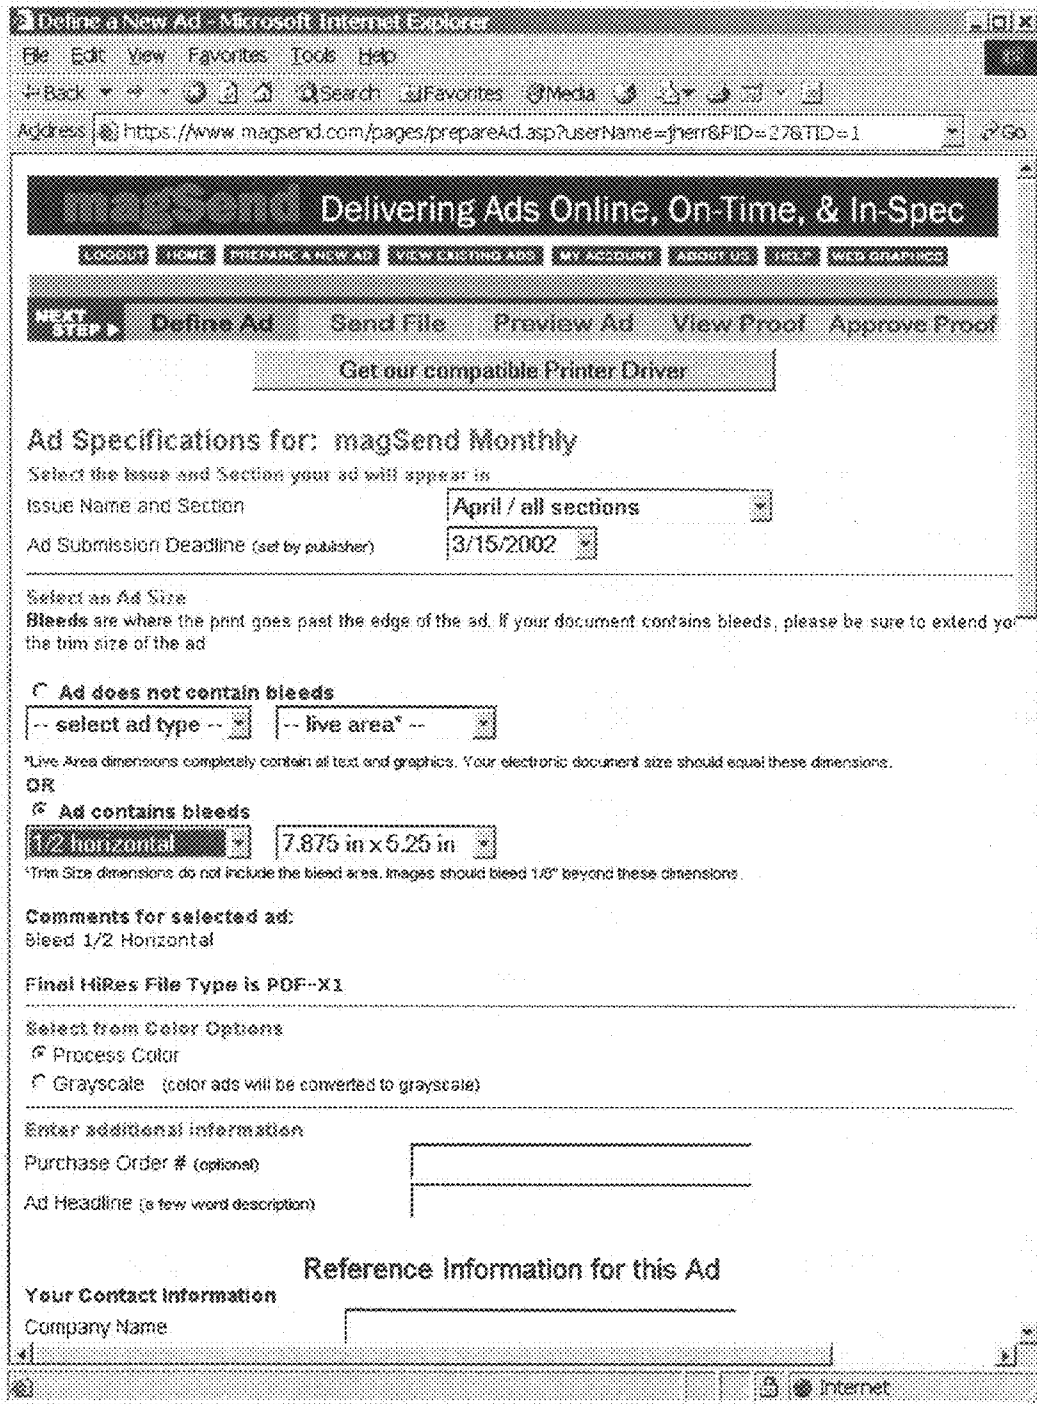 Define a New Ad - Microsoft Internet Explorer
File Edit View Favorites Tools Help
Back Search Favorites Media
Address https://www.magsend.com/pages/prepareAd.asp?userName=jherr&PID=27&TID=1 Go
magSend Delivering Ads Online, On-Time, & In-Spec
LOGOUT HOME PREPARE A NEW AD VIEW EXISTING ADS MY ACCOUNT ABOUT US HELP WEB GRAPHICS
NEXT STEP Define Ad Send File Preview Ad View Proof Approve Proof
Get our compatible Printer Driver
Ad Specifications for: magSend Monthly
Select the Issue and Section your ad will appear in
Issue Name and Section April / all sections
Ad Submission Deadline (set by publisher) 3/15/2002
Select an Ad Size
Bleeds are where the print goes past the edge of the ad. If your document contains bleeds, please be sure to extend yo
the trim size of the ad
Ad does not contain bleeds
-- select ad type -- -- live area* --
*Live Area dimensions completely contain all text and graphics. Your electronic document size should equal these dimensions.
OR
Ad contains bleeds
1/2 horizontal 7.875 in x 5.25 in
*Trim Size dimensions do not include the bleed area. Images should bleed 1/8" beyond these dimensions.
Comments for selected ad:
Bleed 1/2 Horizontal
Final HiRes File Type is PDF-X1
Select from Color Options
Process Color
Grayscale (color ads will be converted to grayscale)
Enter additional information
Purchase Order # (optional)
Ad Headline (a few word description)
Reference Information for this Ad
Your Contact Information
Company Name
Internet